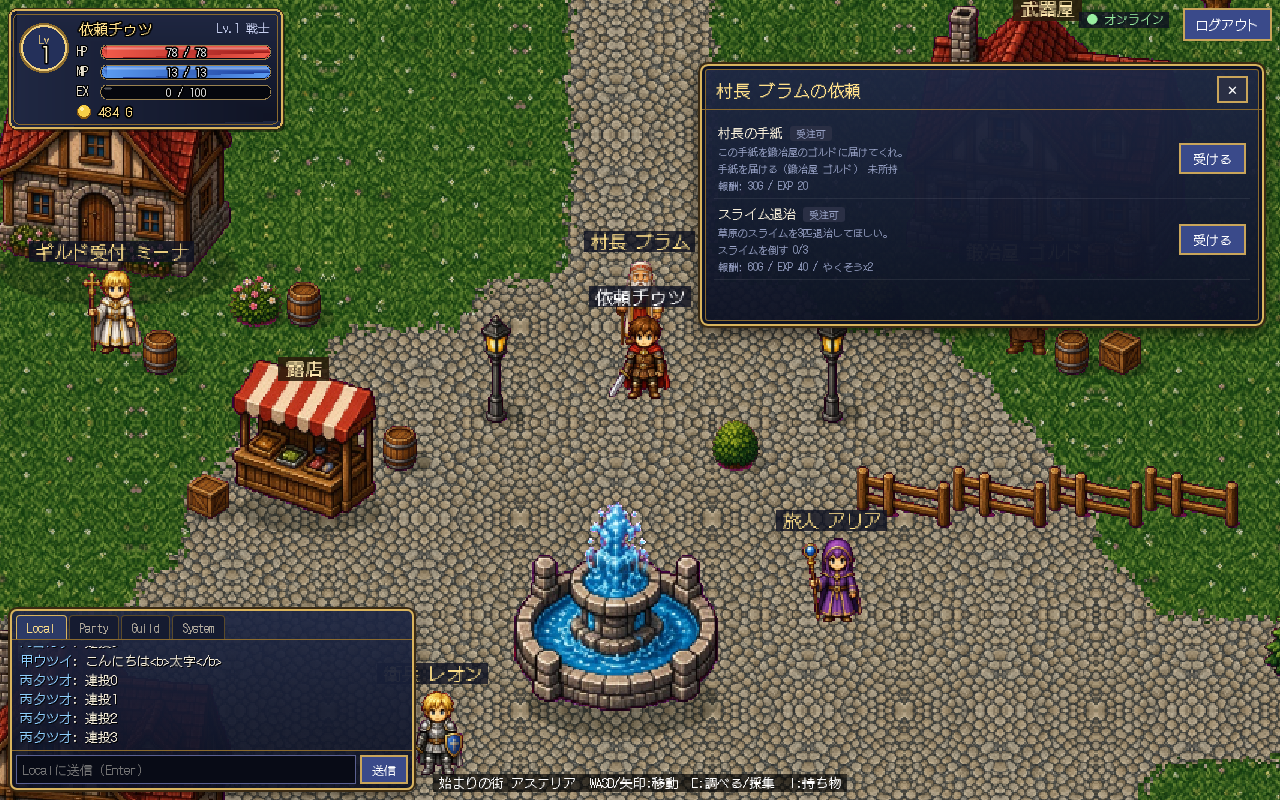 依頼チゥツ Lv.1 戦士
Lv
1
HP 78 / 78
MP 13 / 13
EX 0 / 100
484 G
武器屋
オンライン
ログアウト
村長 ブラムの依頼
×
村長の手紙 受注可
この手紙を鍛冶屋のゴルドに届けてくれ。
手紙を届ける（鍛冶屋 ゴルド） 未所持
報酬: 30G / EXP 20
受ける
スライム退治 受注可
草原のスライムを3匹退治してほしい。
スライムを倒す 0/3
報酬: 60G / EXP 40 / やくそうx2
受ける
ギルド受付 ミーナ
村長 ブラム
依頼チゥツ
露店
旅人 アリア
レオン
Local Party Guild System
甲ウツイ: こんにちは<b>太字</b>
丙タツオ: 連投0
丙タツオ: 連投1
丙タツオ: 連投2
丙タツオ: 連投3
Localに送信（Enter）
送信
始まりの街 アステリア WASD/矢印:移動 E:調べる/採集 I:持ち物